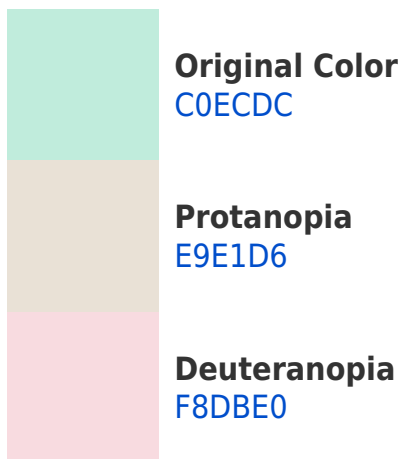 Original Color
C0ECDC
Protanopia
E9E1D6
Deuteranopia
F8DBE0